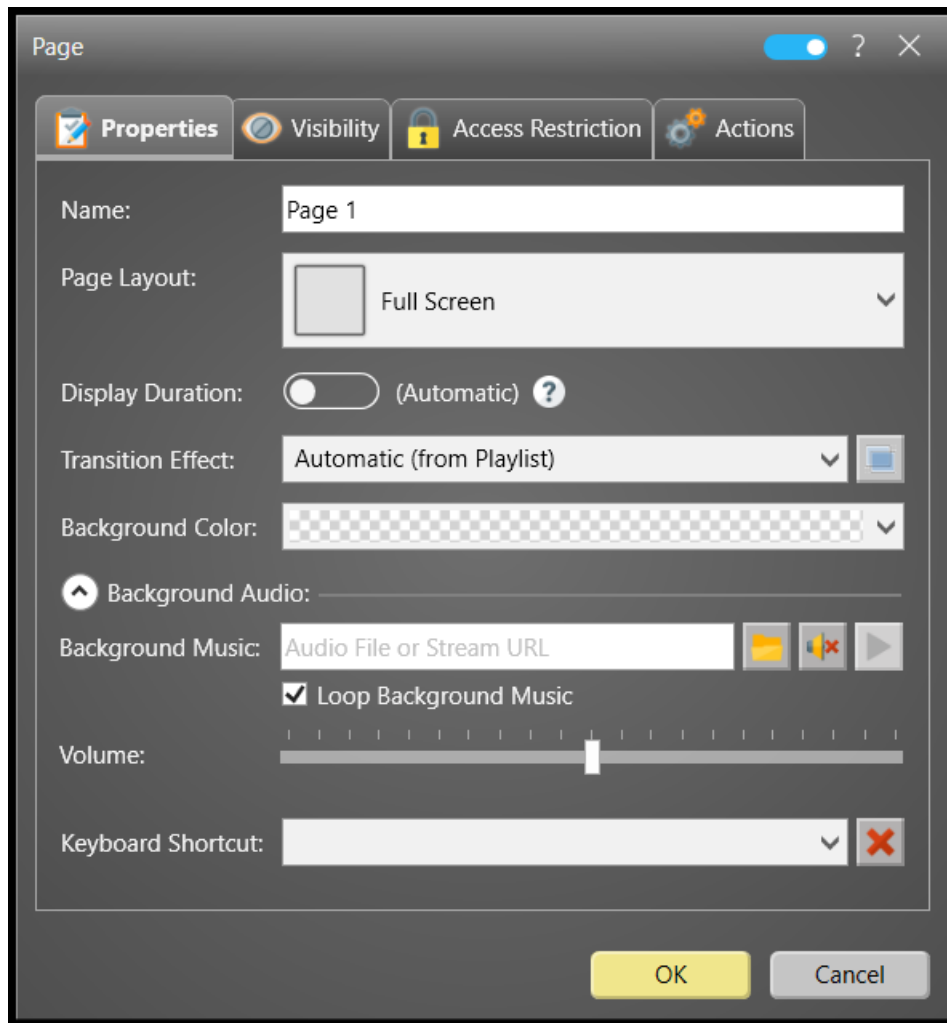 Page ?
Properties Visibility Access Restriction Actions
Name: Page 1
Page Layout: Full Screen
Display Duration: (Automatic) ?
Transition Effect: Automatic (from Playlist)
Background Color:
Background Audio:
Background Music: Audio File or Stream URL
Loop Background Music
Volume:
Keyboard Shortcut:
OK Cancel